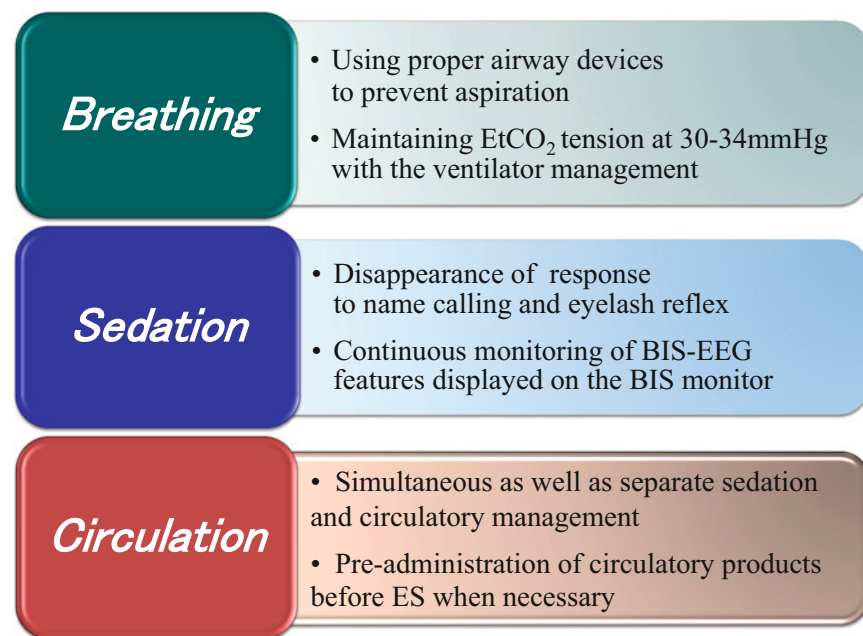 Breathing
• Using proper airway devices
to prevent aspiration
• Maintaining EtCO₂ tension at 30-34mmHg
with the ventilator management
Sedation
• Disappearance of response
to name calling and eyelash reflex
• Continuous monitoring of BIS-EEG
features displayed on the BIS monitor
Circulation
• Simultaneous as well as separate sedation
and circulatory management
• Pre-administration of circulatory products
before ES when necessary